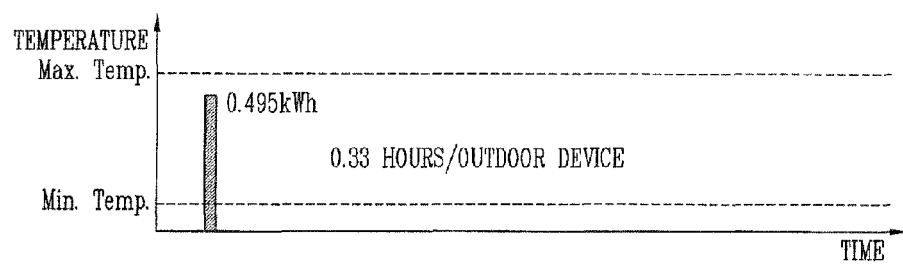 TEMPERATURE
Max. Temp.
0.495kWh
0.33 HOURS/OUTDOOR DEVICE
Min. Temp.
TIME